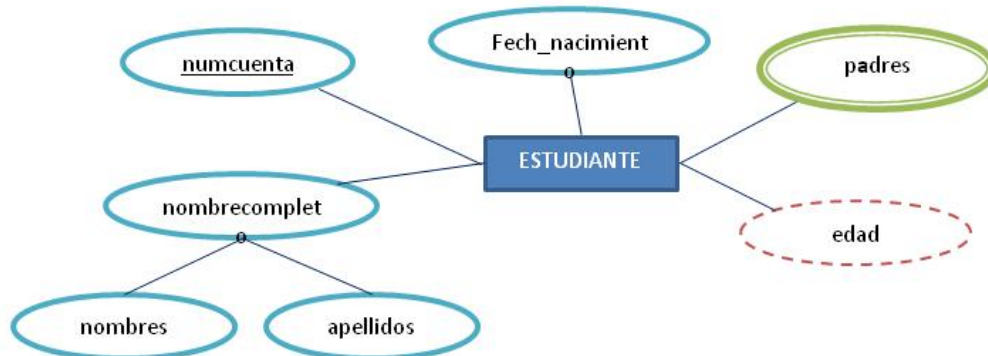 Fech_nacimient
o
numcuenta
padres
ESTUDIANTE
nombrecomplet
o
edad
nombres
apellidos